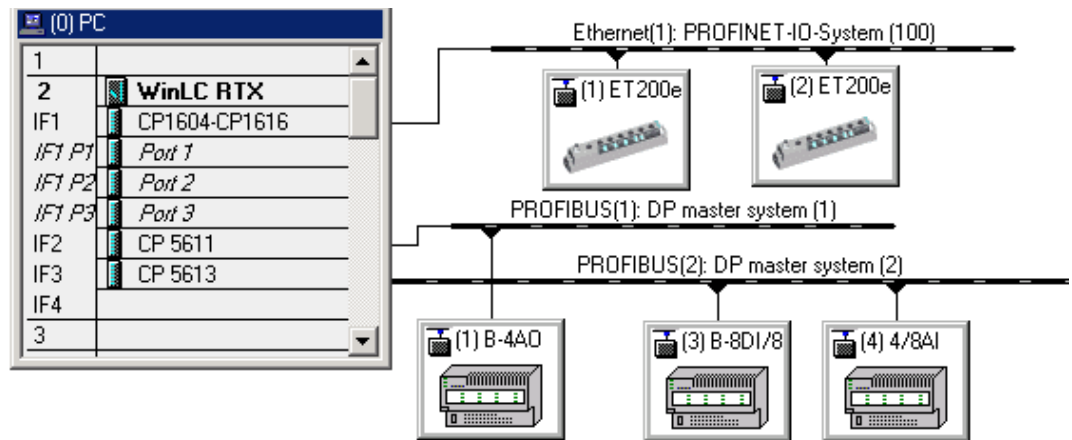 (0) PC
1
2 WinLC RTX
IF1 CP1604-CP1616
IF1 P1 Port 1
IF1 P2 Port 2
IF1 P3 Port 3
IF2 CP 5611
IF3 CP 5613
IF4
3
Ethernet(1): PROFINET-IO-System (100)
(1) ET200e
(2) ET200e
PROFIBUS(1): DP master system (1)
PROFIBUS(2): DP master system (2)
(1) B-4AO
(3) B-8DI/8
(4) 4/8AI